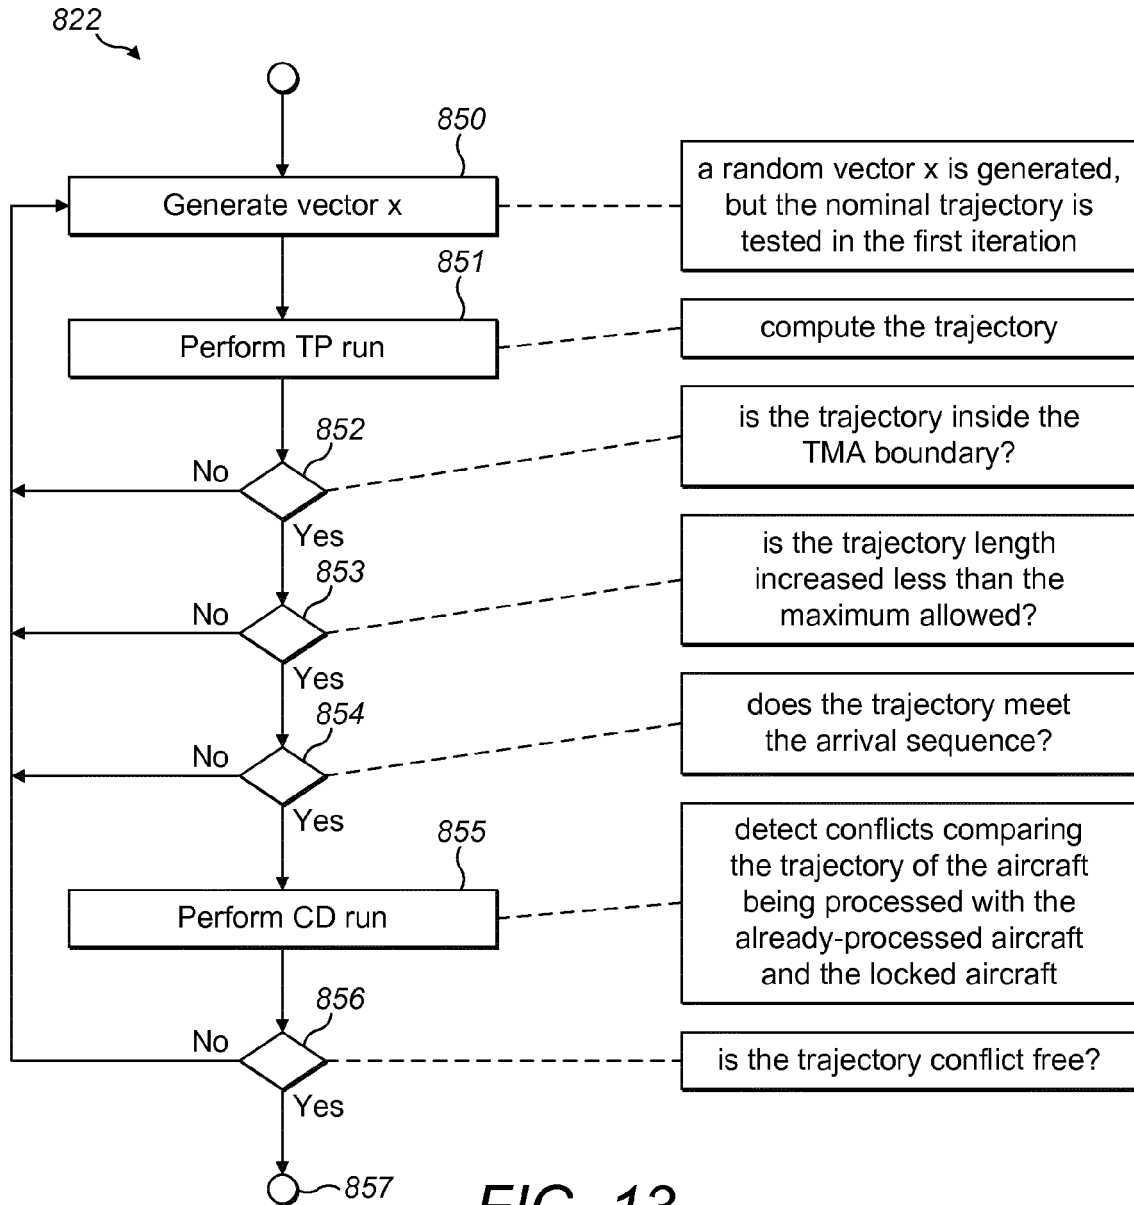 822
850
Generate vector x
a random vector x is generated,
but the nominal trajectory is
tested in the first iteration
851
Perform TP run
compute the trajectory
852
No
Yes
is the trajectory inside the
TMA boundary?
853
No
Yes
is the trajectory length
increased less than the
maximum allowed?
854
No
Yes
does the trajectory meet
the arrival sequence?
855
Perform CD run
detect conflicts comparing
the trajectory of the aircraft
being processed with the
already-processed aircraft
and the locked aircraft
856
No
Yes
is the trajectory conflict free?
857
FIG. 13